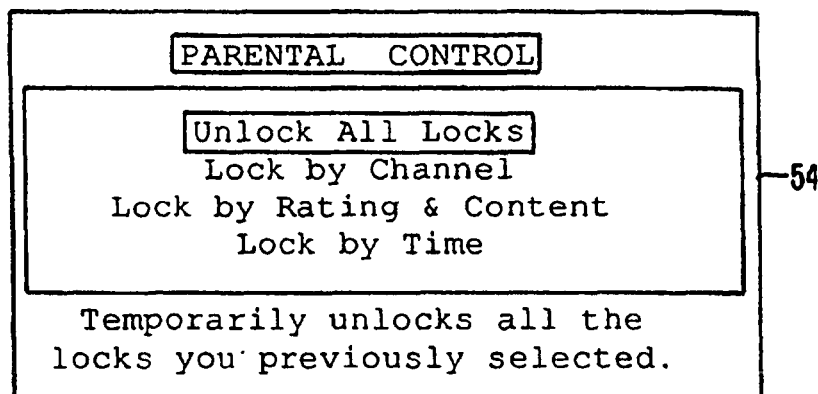 PARENTAL CONTROL
Unlock All Locks
Lock by Channel
Lock by Rating & Content
Lock by Time
54
Temporarily unlocks all the
locks you previously selected.